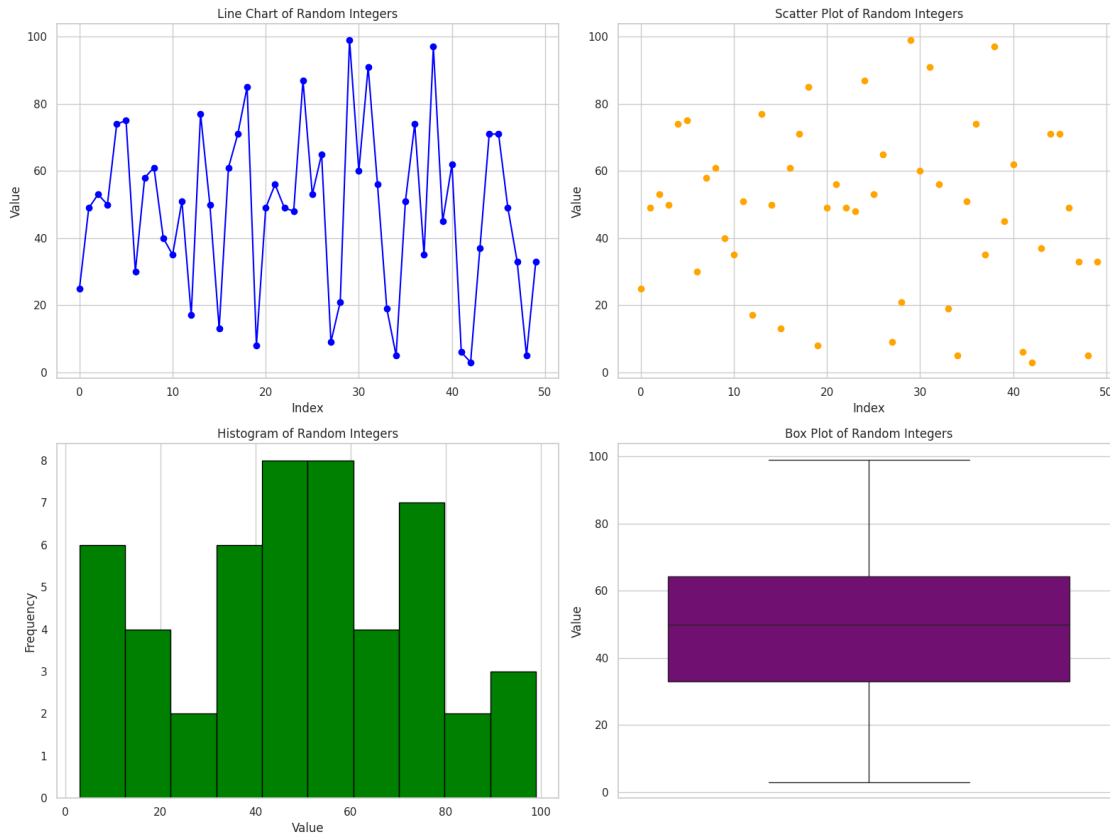 Line Chart of Random Integers
100
80
60
40
20
0
Value
0 10 20 30 40 50
Index
Scatter Plot of Random Integers
100
80
60
40
20
0
Value
0 10 20 30 40 50
Index
Histogram of Random Integers
8
7
6
5
4
3
2
1
0
Frequency
0 20 40 60 80 100
Value
Box Plot of Random Integers
100
80
60
40
20
0
Value